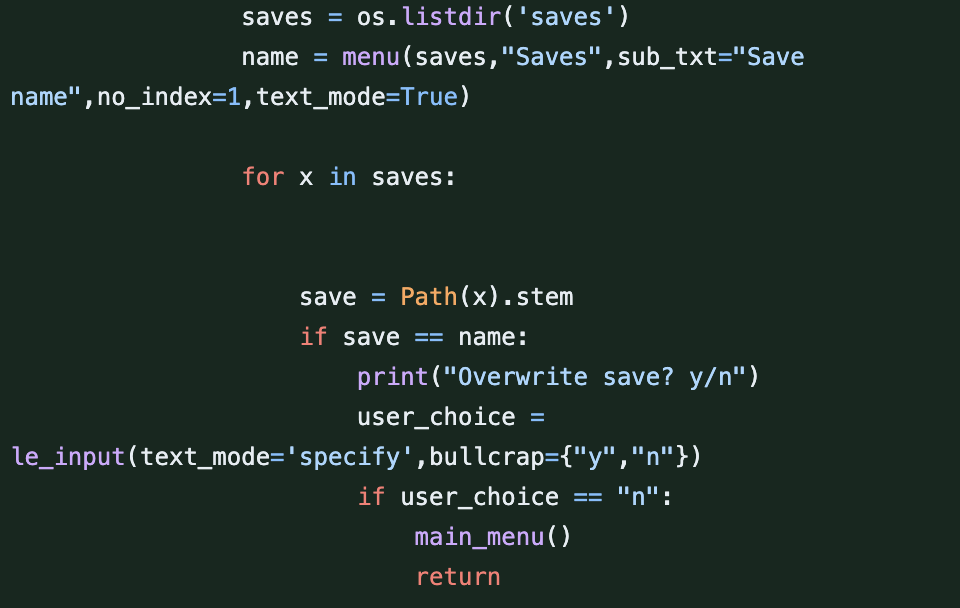 saves = os.listdir('saves')
name = menu(saves,"Saves",sub_txt="Save
name",no_index=1,text_mode=True)
for x in saves:
save = Path(x).stem
if save == name:
print("Overwrite save? y/n")
user_choice =
le_input(text_mode='specify',bullcrap={"y","n"})
if user_choice == "n":
main_menu()
return